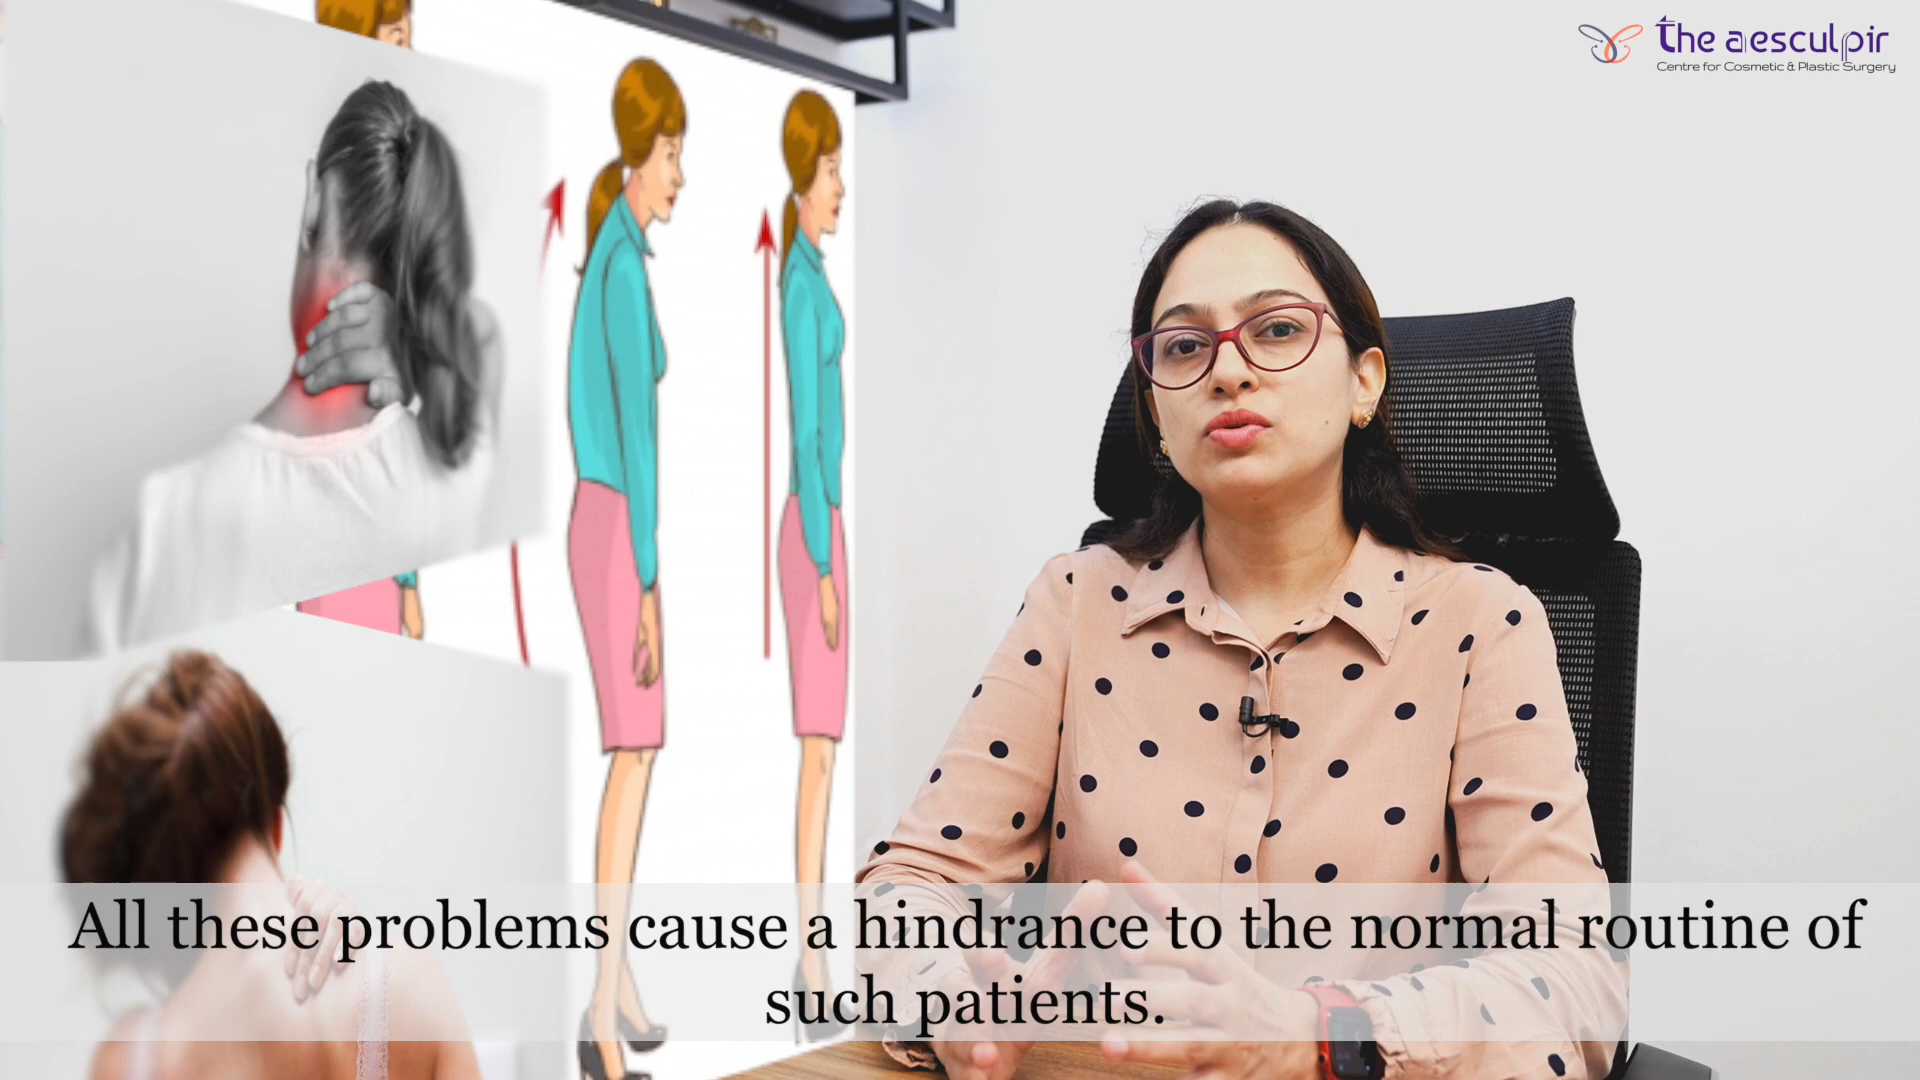 the aesculpir
Centre for Cosmetic & Plastic Surgery
All these problems cause a hindrance to the normal routine of
such patients.